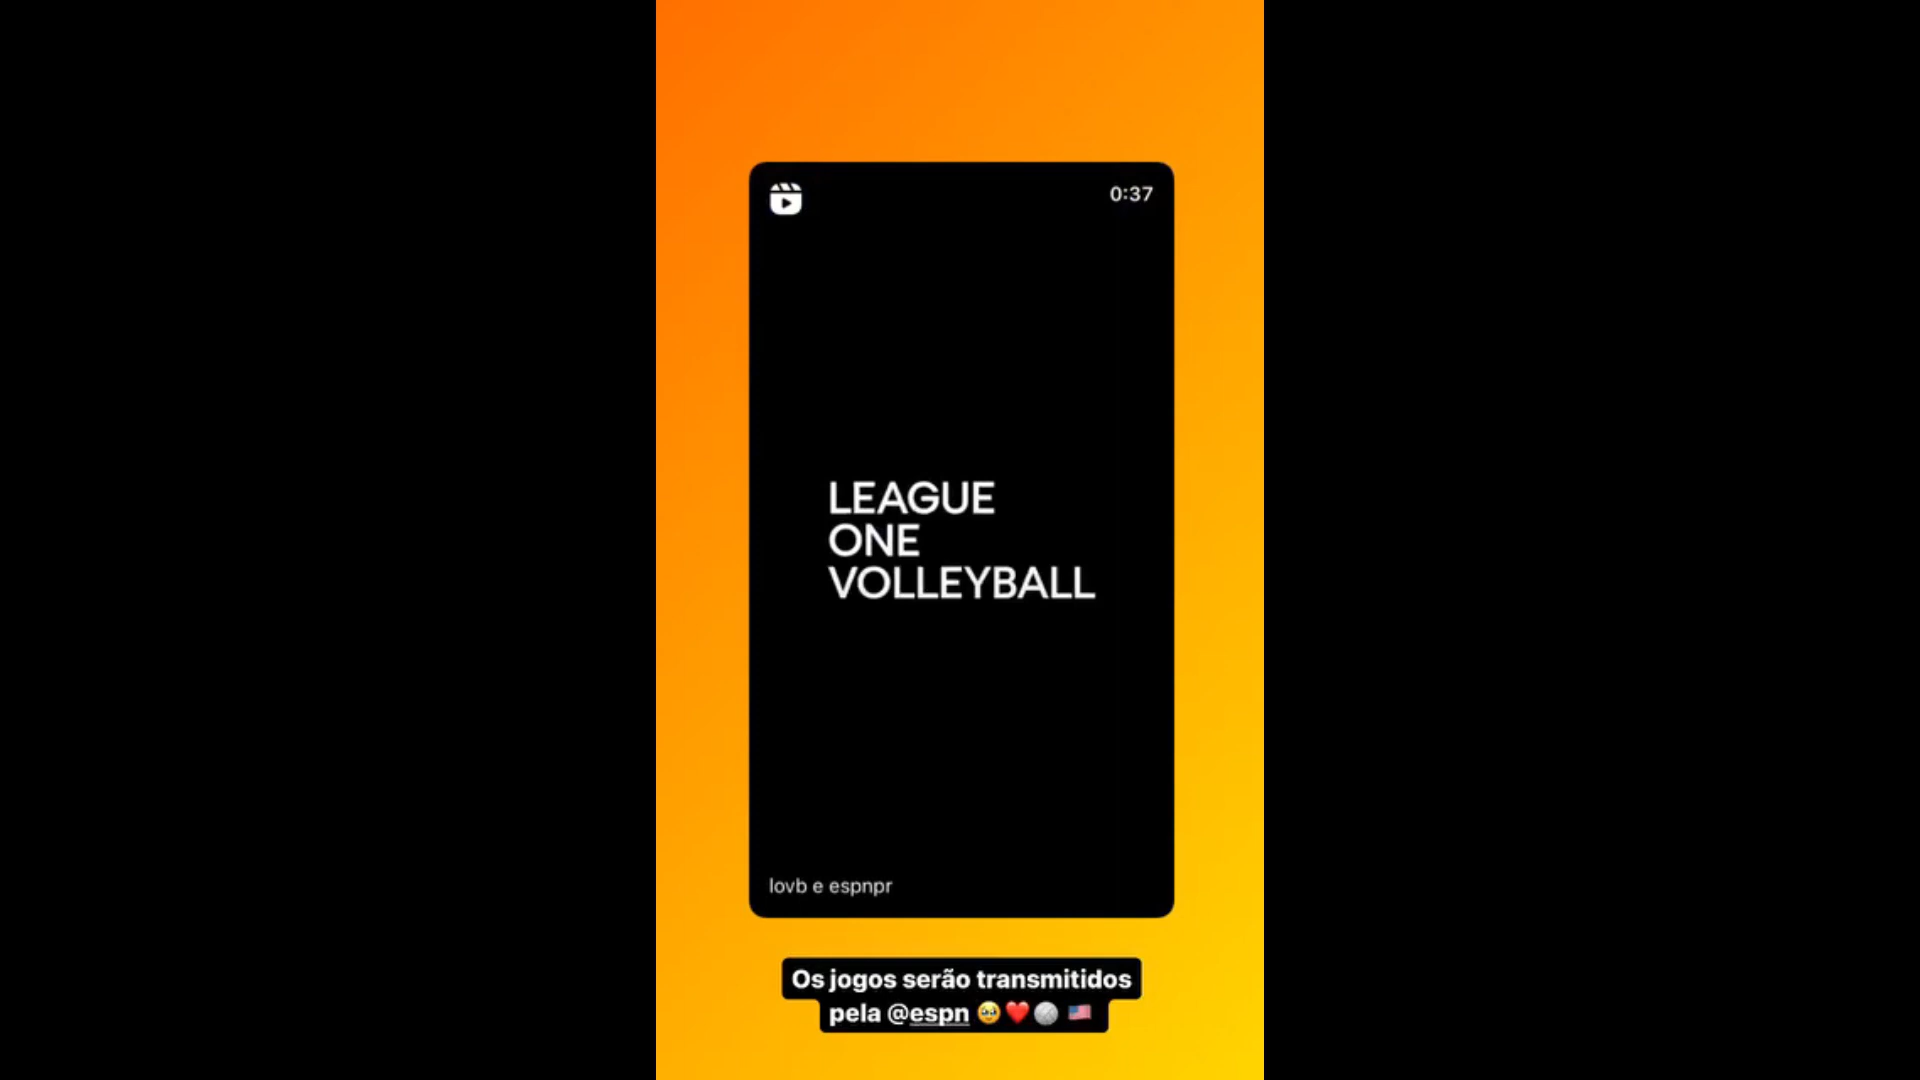 0:37
LEAGUE
ONE
VOLLEYBALL
lovb e espnpr
Os jogos serão transmitidos
pela @espn 🥹❤️🏐 🇺🇸